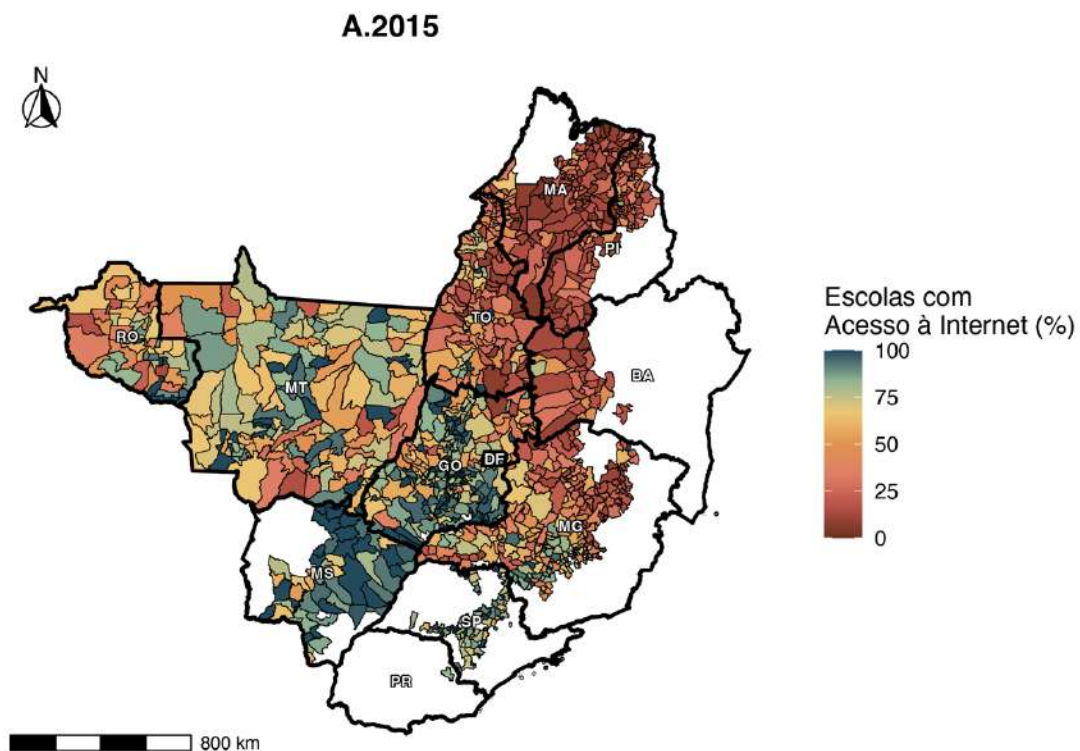 A.2015
N
MA
PI
TO
RO
MT
BA
GO
DF
MG
MS
SP
PR
Escolas com
Acesso à Internet (%)
100
75
50
25
0
800 km